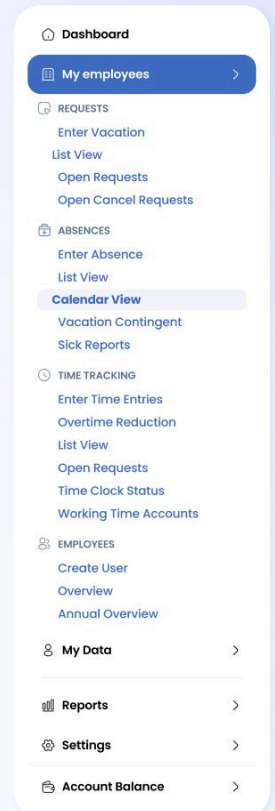 Dashboard
My employees
REQUESTS
Enter Vacation
List View
Open Requests
Open Cancel Requests
ABSENCES
Enter Absence
List View
Calendar View
Vacation Contingent
Sick Reports
TIME TRACKING
Enter Time Entries
Overtime Reduction
List View
Open Requests
Time Clock Status
Working Time Accounts
EMPLOYEES
Create User
Overview
Annual Overview
My Data
Reports
Settings
Account Balance